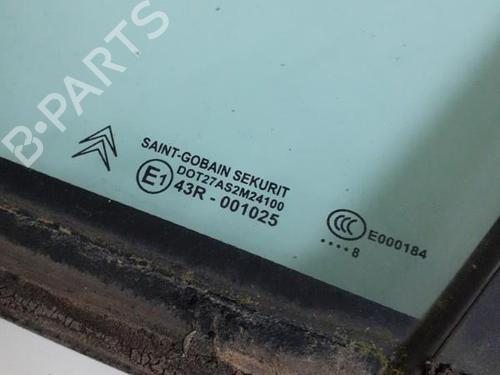 B-PARTS
SAINT-GOBAIN SEKURIT
DOT27AS2M24100
E1 43R - 001025
CCC E000184
.... 8